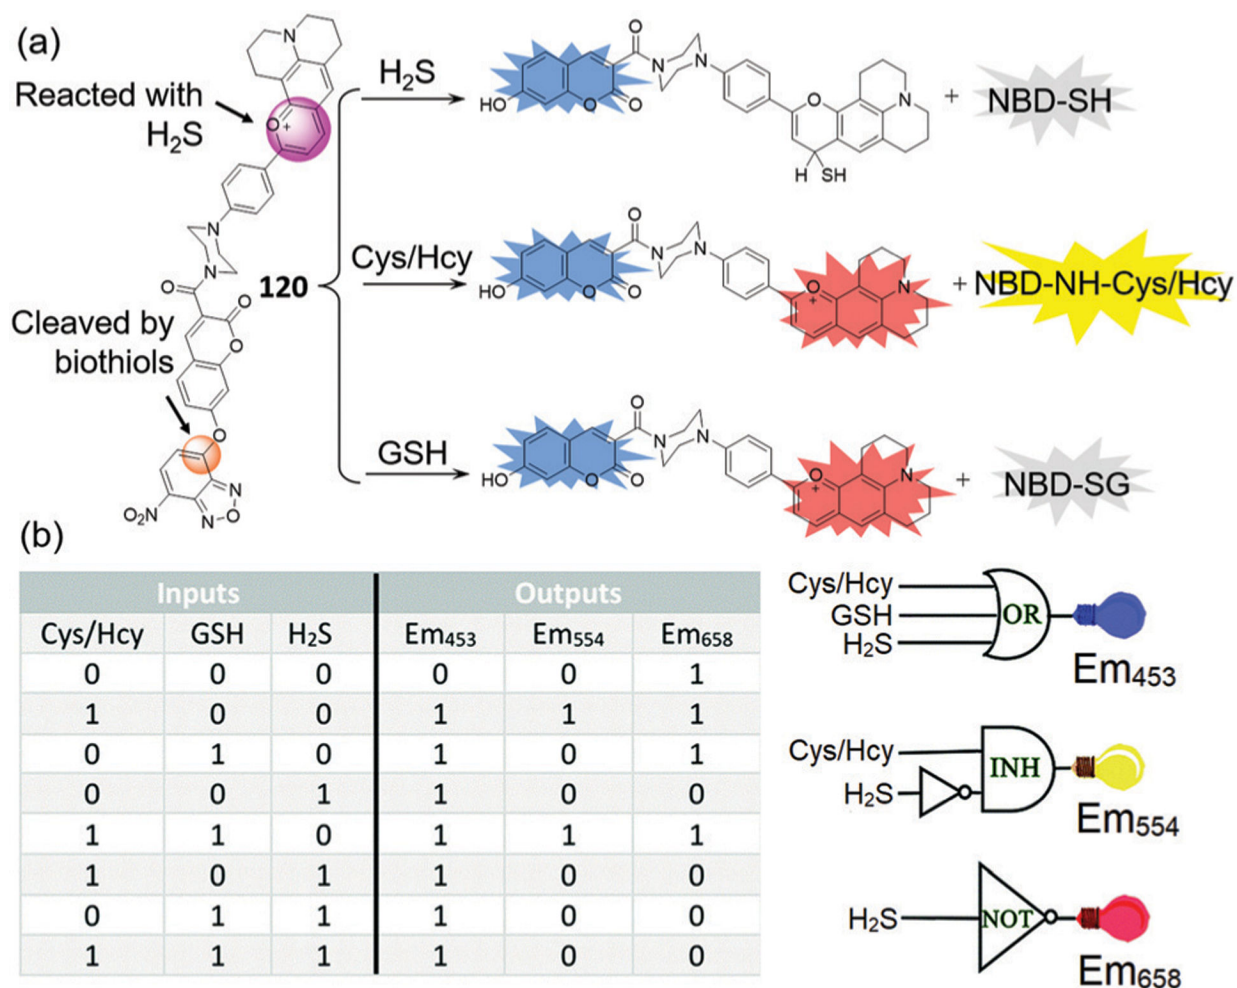 (a)
Reacted with
H₂S
O
+
N
N
N
O
O
O
Cleaved by
biothiols
O
O₂N
N
N
O
120
H₂S
HO
O
O
O
N
N
O
N
H
SH
+
NBD-SH
Cys/Hcy
HO
O
O
O
N
N
O
+
N
+
NBD-NH-Cys/Hcy
GSH
HO
O
O
O
N
N
O
+
N
+
NBD-SG
(b)
Inputs Outputs
Cys/Hcy GSH H₂S Em₄₅₃ Em₅₅₄ Em₆₅₈
0 0 0 0 0 1
1 0 0 1 1 1
0 1 0 1 0 1
0 0 1 1 0 0
1 1 0 1 1 1
1 0 1 1 0 0
0 1 1 1 0 0
1 1 1 1 0 0
Cys/Hcy
GSH
H₂S
OR
Em₄₅₃
Cys/Hcy
H₂S
INH
Em₅₅₄
H₂S
NOT
Em₆₅₈